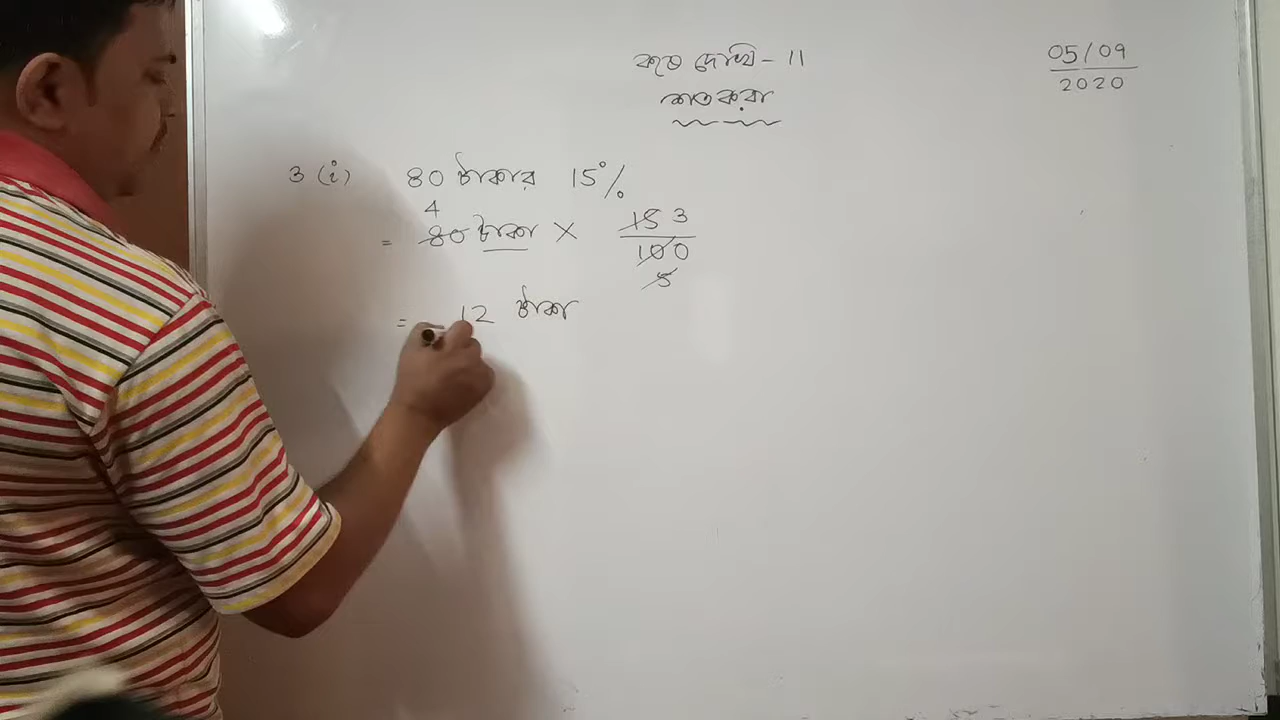 কষে দেখি - 11
05/09
2020
শতকরা
3 (i) 80 টাকার 15%
4
= 80 টাকা × 15 3
100
5
= 12 টাকা